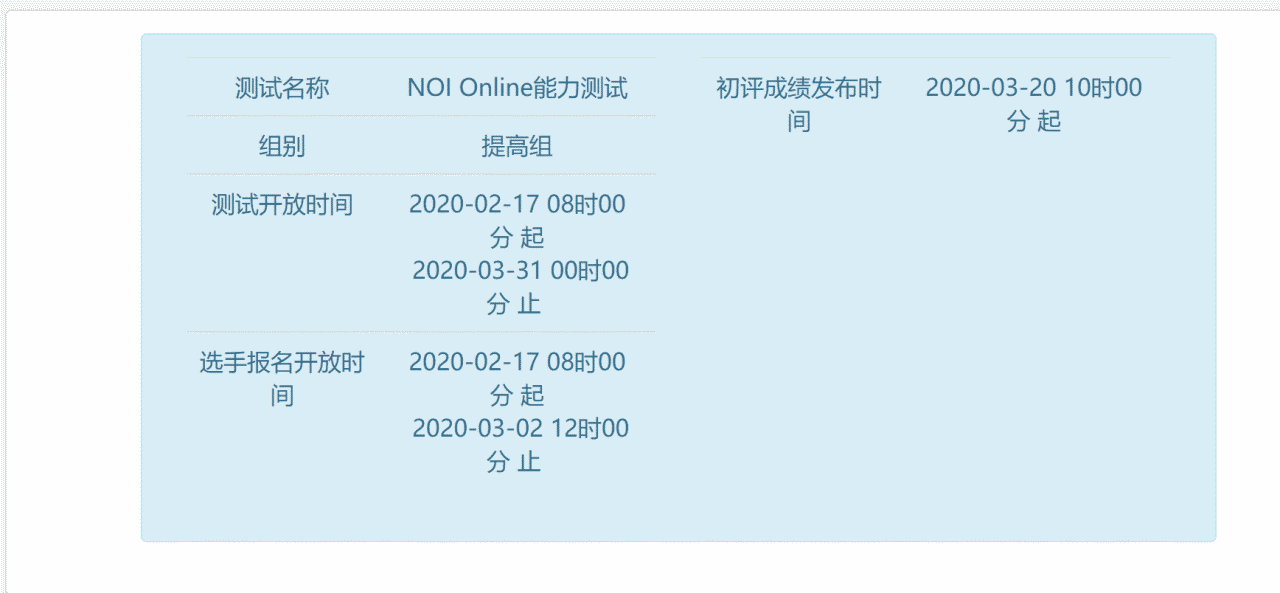 测试名称
NOI Online能力测试
组别
提高组
测试开放时间
2020-02-17 08时00
分 起
2020-03-31 00时00
分 止
选手报名开放时
间
2020-02-17 08时00
分 起
2020-03-02 12时00
分 止
初评成绩发布时
间
2020-03-20 10时00
分 起